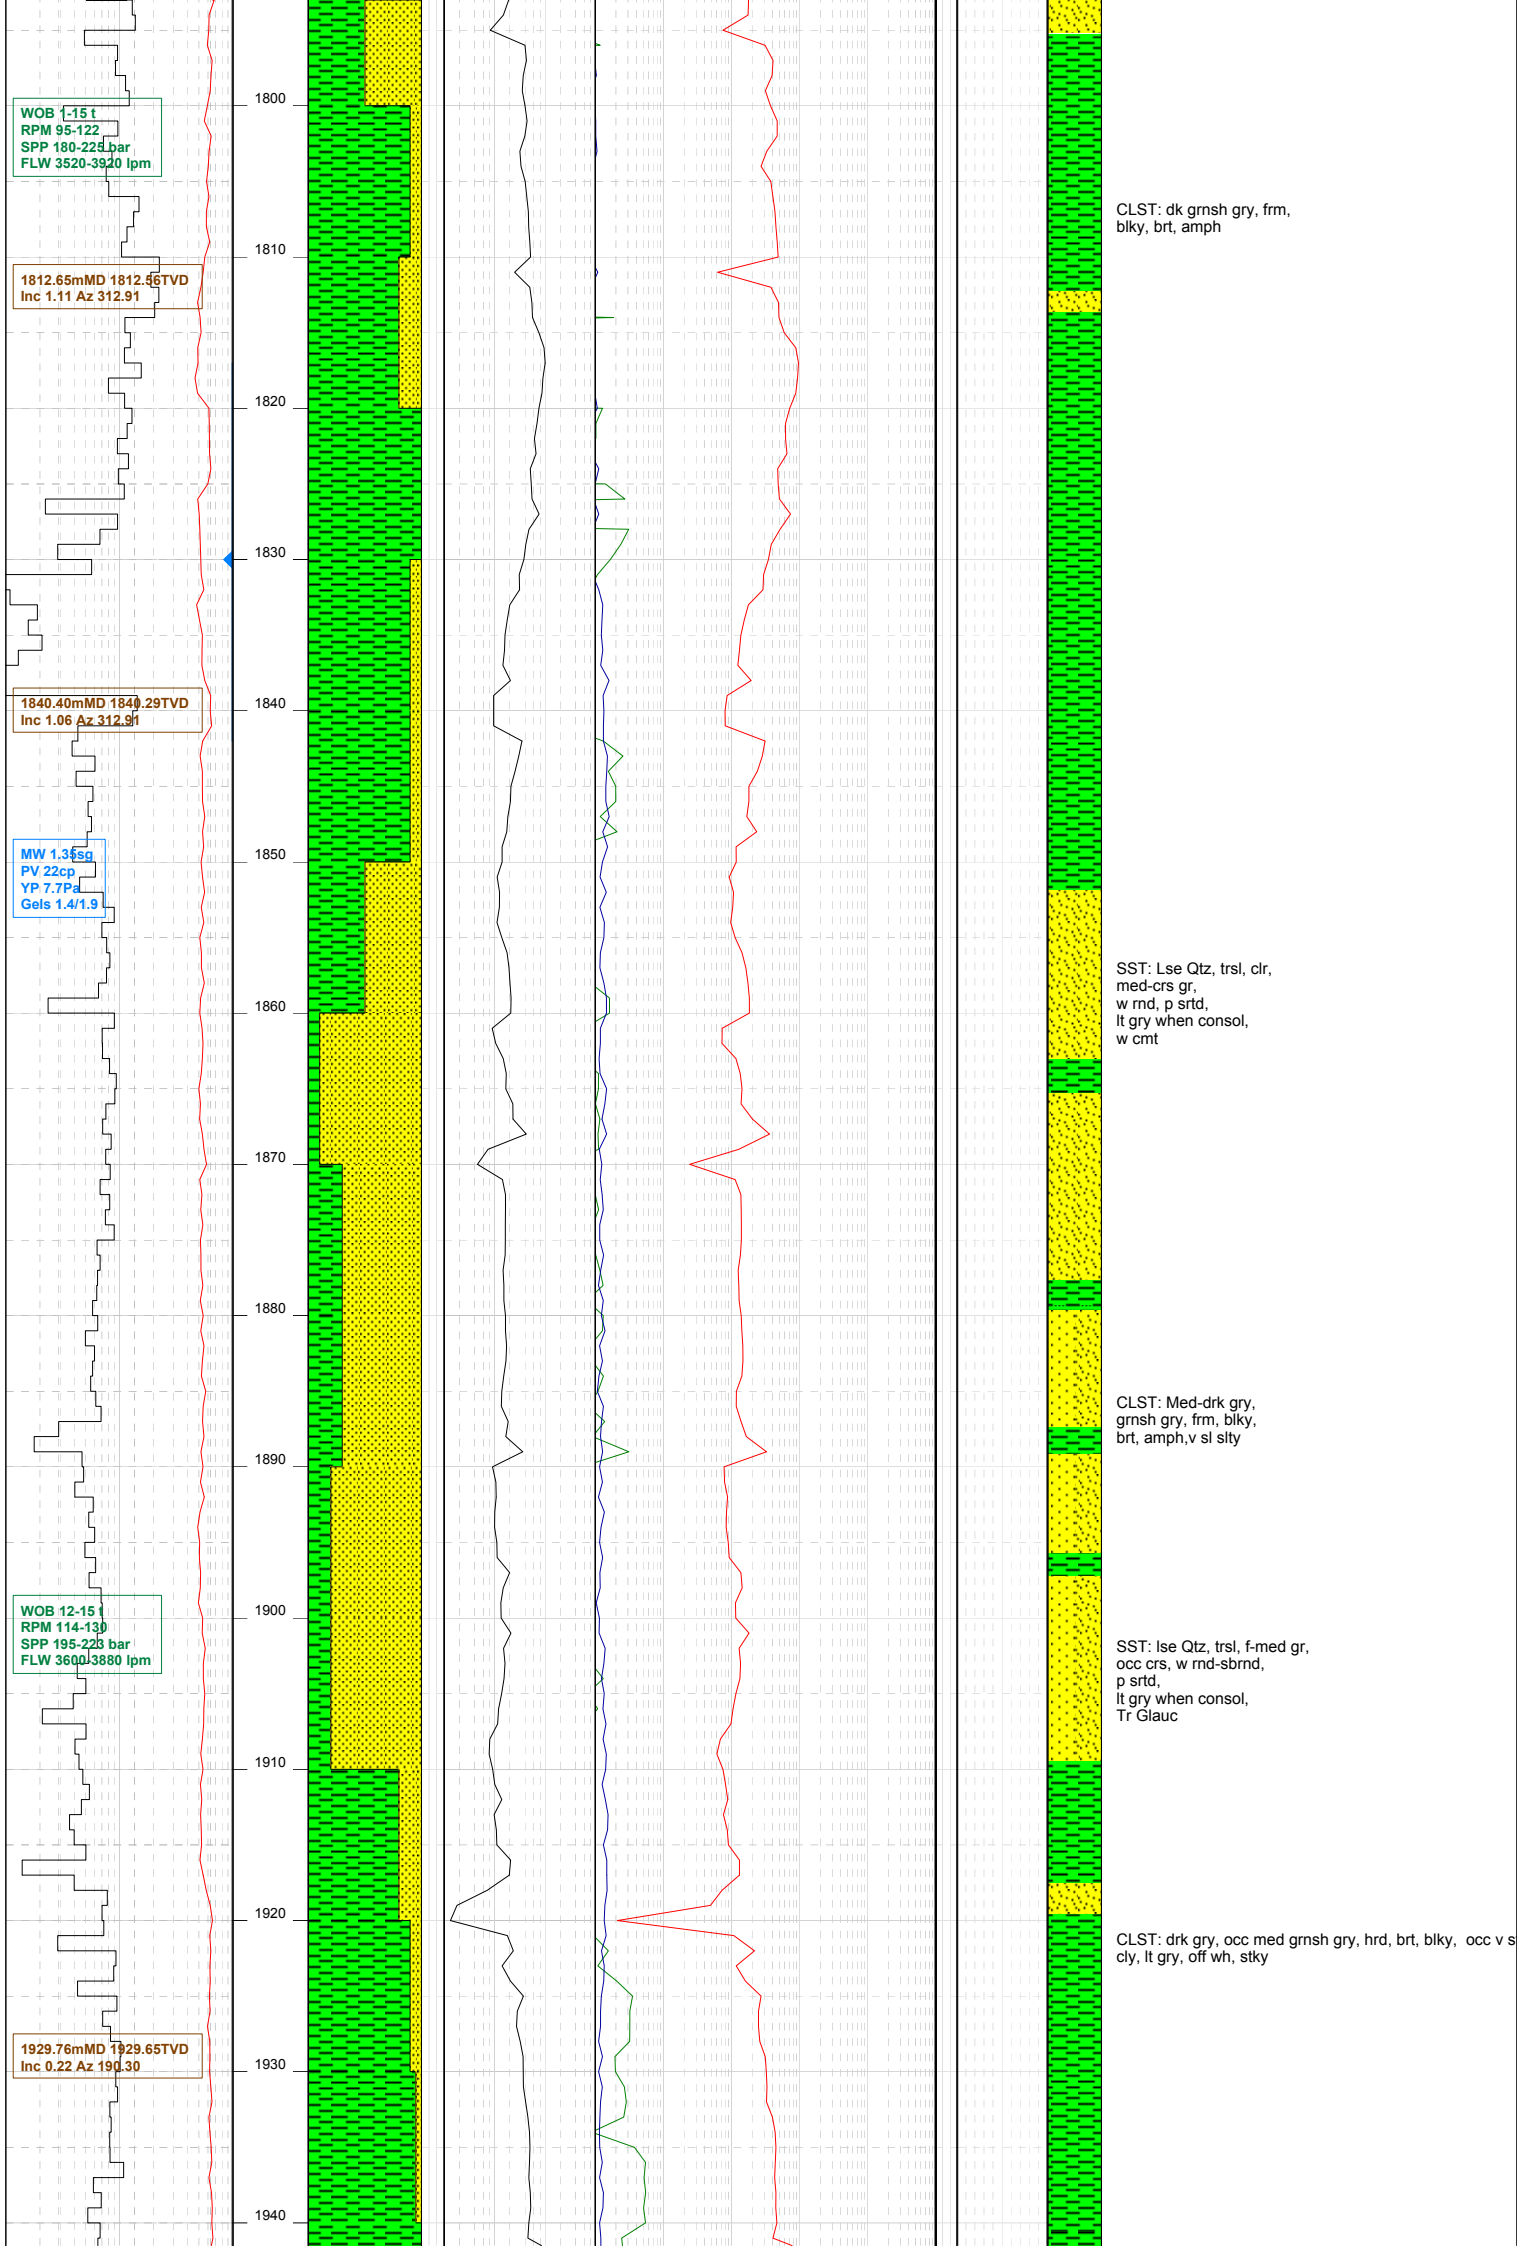 1800
WOB 1-15 t
RPM 95-122
SPP 180-225 bar
FLW 3520-3920 lpm
CLST: dk grnsh gry, frm,
blky, brt, amph
1810
1812.65mMD 1812.56TVD
Inc 1.11 Az 312.91
1820
1830
1840.40mMD 1840.29TVD
Inc 1.06 Az 312.91
1840
MW 1.35sg
PV 22cp
YP 7.7Pa
Gels 1.4/1.9
1850
SST: Lse Qtz, trsl, clr,
med-crs gr,
w rnd, p srtd,
lt gry when consol,
w cmt
1860
1870
1880
CLST: Med-drk gry,
grnsh gry, frm, blky,
brt, amph,v sl slty
1890
WOB 12-15 t
RPM 114-130
SPP 195-223 bar
FLW 3600-3880 lpm
1900
SST: lse Qtz, trsl, f-med gr,
occ crs, w rnd-sbrnd,
p srtd,
lt gry when consol,
Tr Glauc
1910
1920
CLST: drk gry, occ med grnsh gry, hrd, brt, blky, occ v s
cly, lt gry, off wh, stky
1929.76mMD 1929.65TVD
Inc 0.22 Az 190.30
1930
1940